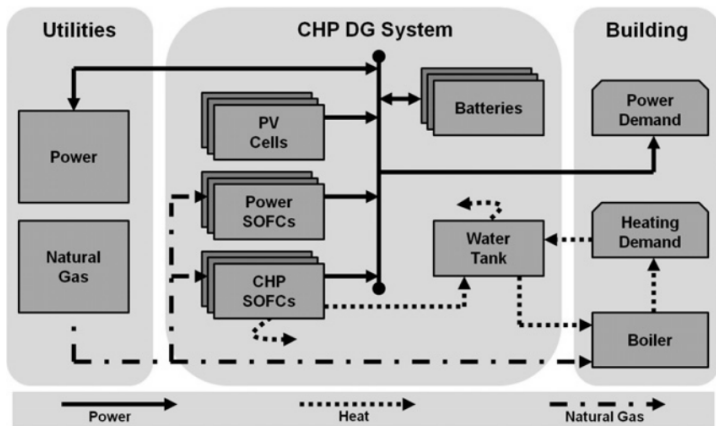 Utilities
CHP DG System
Building
Power
Natural
Gas
PV
Cells
Power
SOFCs
CHP
SOFCs
Batteries
Water
Tank
Power
Demand
Heating
Demand
Boiler
Power
Heat
Natural Gas